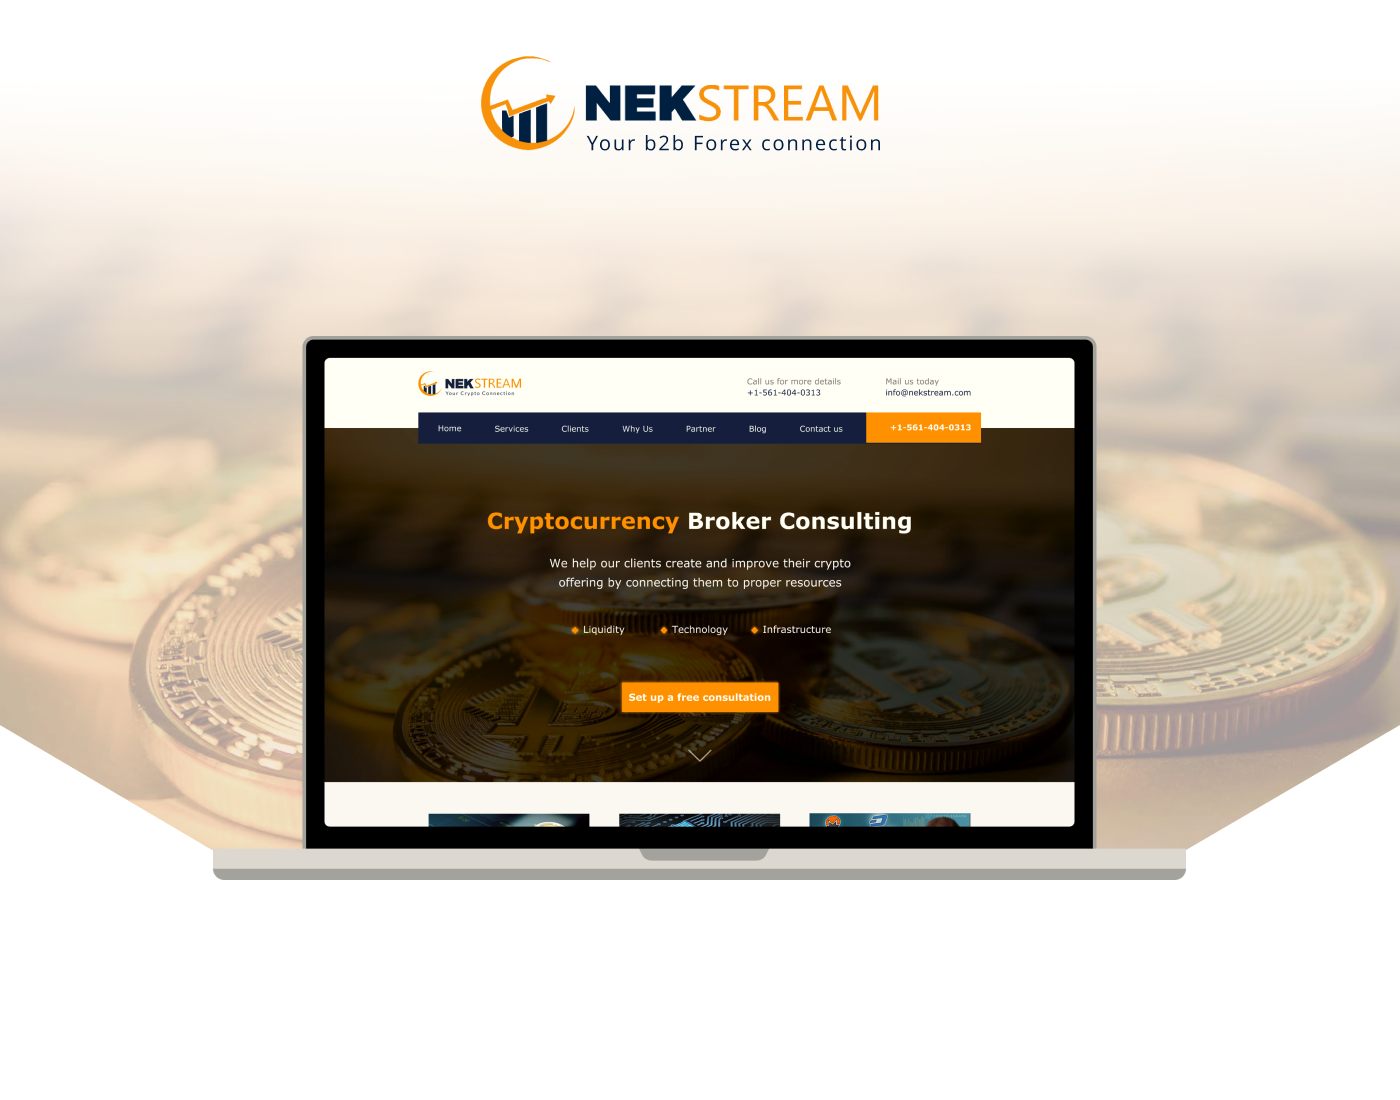 NEKSTREAM
Your b2b Forex connection
NEKSTREAM
Your Crypto Connection
Call us for more details
+1-561-404-0313
Mail us today
info@nekstream.com
Home Services Clients Why Us Partner Blog Contact us +1-561-404-0313
Cryptocurrency Broker Consulting
We help our clients create and improve their crypto
offering by connecting them to proper resources
Liquidity Technology Infrastructure
Set up a free consultation